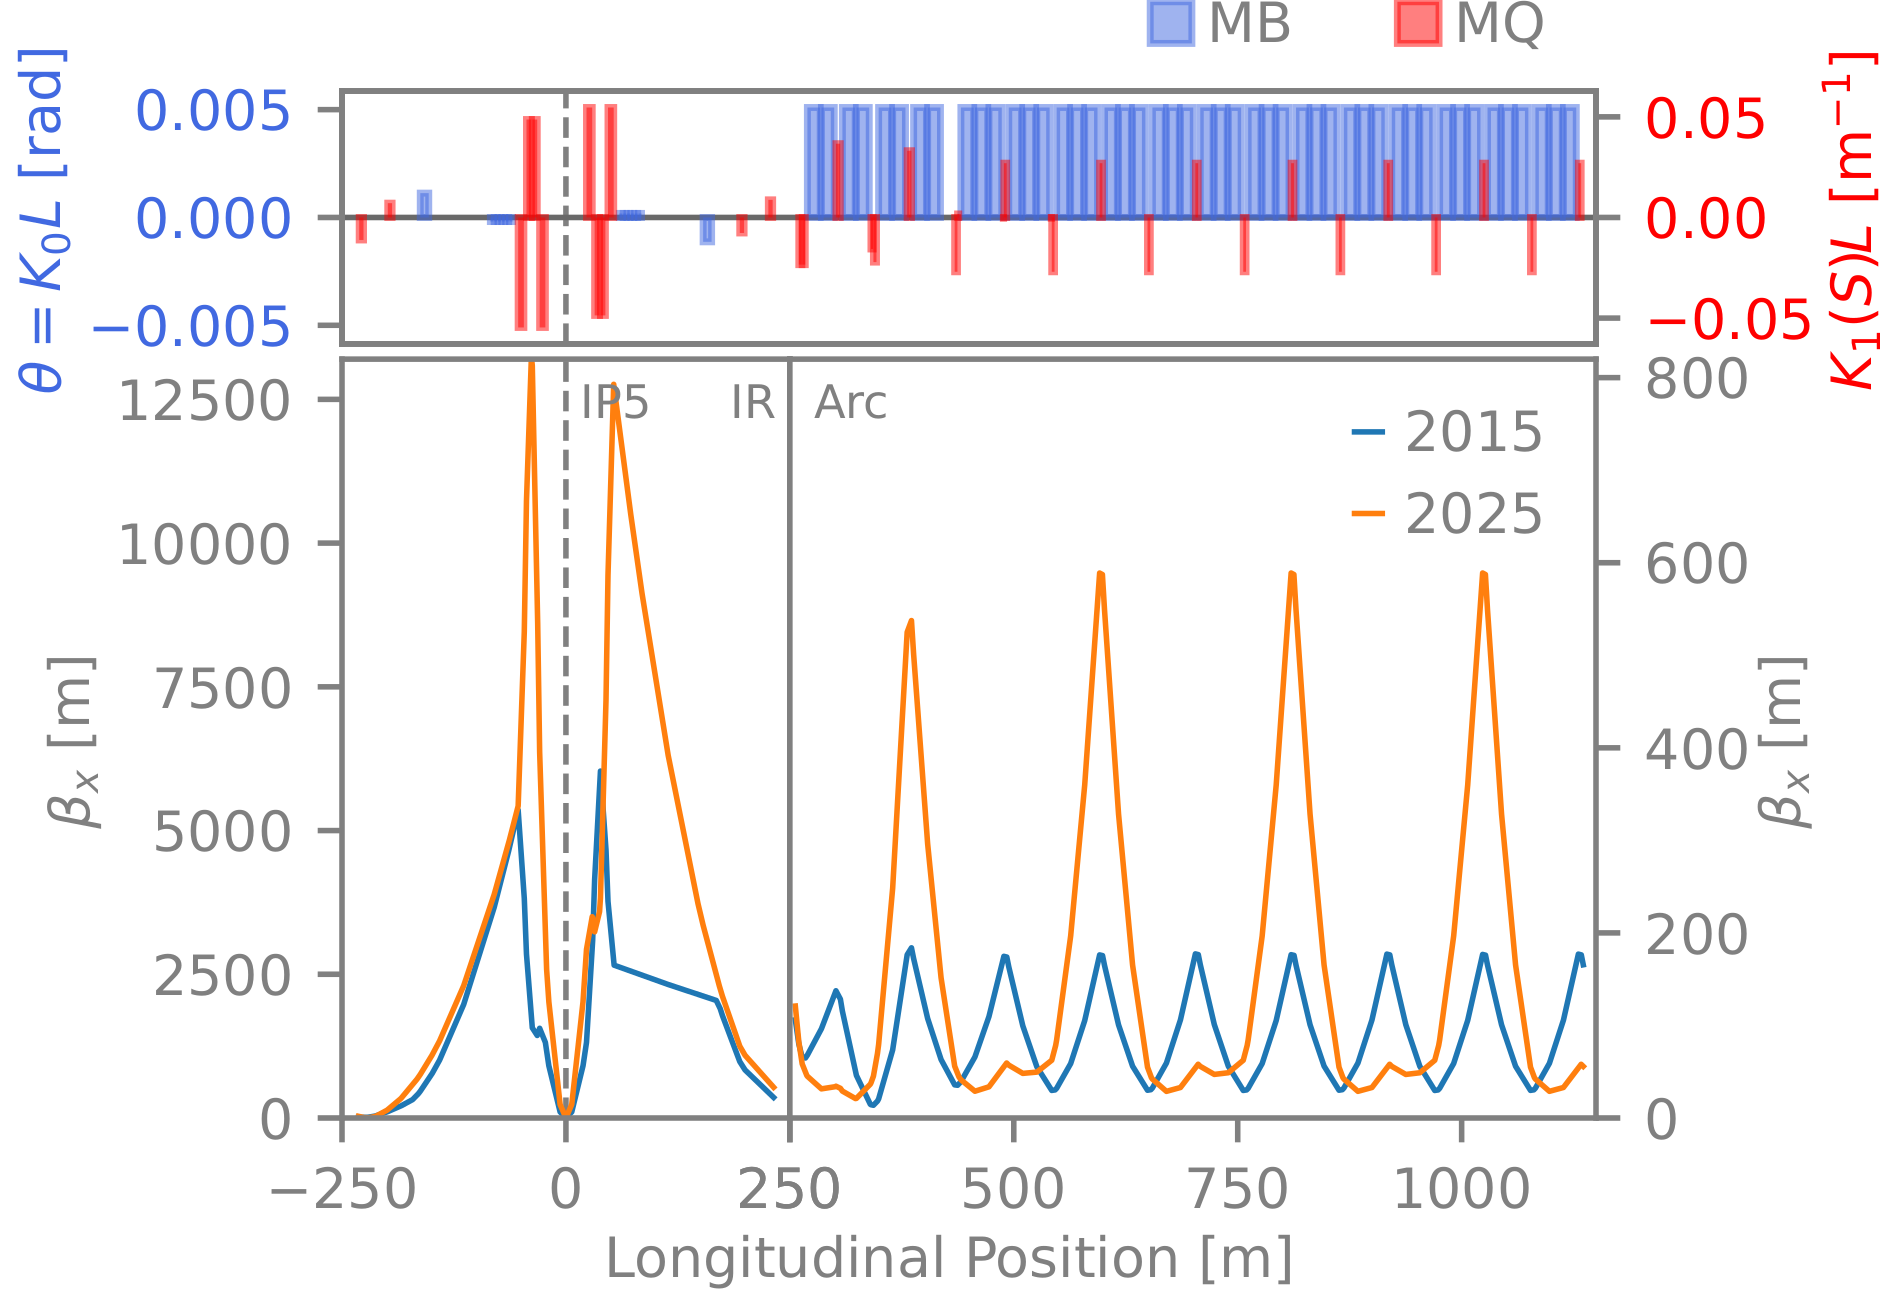 MB MQ
θ = K₀L [rad]
0.005
0.000
−0.005
0.05
0.00
−0.05
K₁(S)L [m⁻¹]
12500
10000
7500
5000
2500
0
βₓ [m]
IP5 IR Arc
2015
2025
800
600
400
200
0
βₓ [m]
−250 0 250 500 750 1000
Longitudinal Position [m]